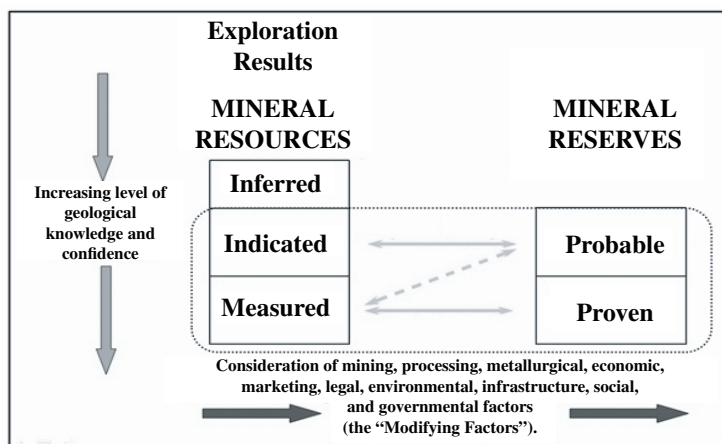 Exploration
Results
MINERAL
RESOURCES
MINERAL
RESERVES
Inferred
Increasing level of
geological
knowledge and
confidence
Indicated
Probable
Measured
Proven
Consideration of mining, processing, metallurgical, economic,
marketing, legal, environmental, infrastructure, social,
and governmental factors
(the “Modifying Factors”).